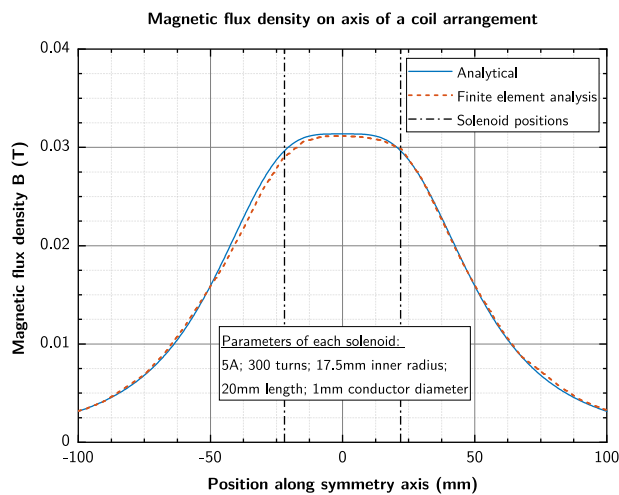 Magnetic flux density on axis of a coil arrangement
0.04
0.03
0.02
0.01
0
Magnetic flux density B (T)
Analytical
Finite element analysis
Solenoid positions
Parameters of each solenoid:
5A; 300 turns; 17.5mm inner radius;
20mm length; 1mm conductor diameter
-100 -50 0 50 100
Position along symmetry axis (mm)